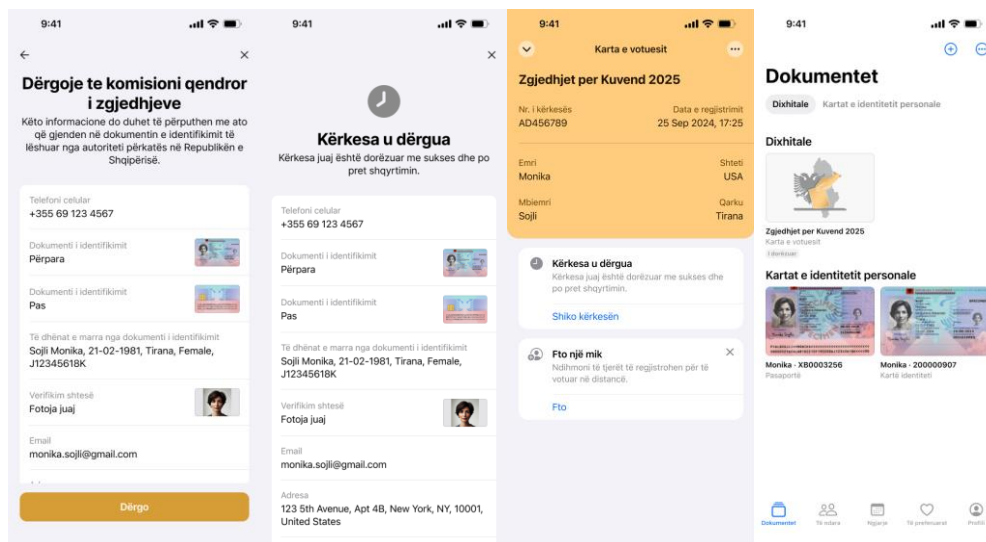 9:41
Dërgoje te komisioni qendror
i zgjedhjeve
Këto informacione do duhet të përputhen me ato
që gjenden në dokumentin e identifikimit të
lëshuar nga autoriteti përkatës në Republikën e
Shqipërisë.
Telefoni celular
+355 69 123 4567
Dokumenti i identifikimit
Përpara
Dokumenti i identifikimit
Pas
Të dhënat e marra nga dokumenti i identifikimit
Sojli Monika, 21-02-1981, Tirana, Female,
J12345618K
Verifikim shtesë
Fotoja juaj
Email
monika.sojli@gmail.com
Dërgo
9:41
Kërkesa u dërgua
Kërkesa juaj është dorëzuar me sukses dhe po
pret shqyrtimin.
Telefoni celular
+355 69 123 4567
Dokumenti i identifikimit
Përpara
Dokumenti i identifikimit
Pas
Të dhënat e marra nga dokumenti i identifikimit
Sojli Monika, 21-02-1981, Tirana, Female,
J12345618K
Verifikim shtesë
Fotoja juaj
Email
monika.sojli@gmail.com
Adresa
123 5th Avenue, Apt 4B, New York, NY, 10001,
United States
9:41
Karta e votuesit
Zgjedhjet per Kuvend 2025
Nr. i kërkesës Data e regjistrimit
AD456789 25 Sep 2024, 17:25
Emri Shteti
Monika USA
Mbiemri Qarku
Sojli Tirana
Kërkesa u dërgua
Kërkesa juaj është dorëzuar me sukses dhe
po pret shqyrtimin.
Shiko kërkesën
Fto një mik
Ndihmoni të tjerët të regjistrohen për të
votuar në distancë.
Fto
9:41
Dokumentet
Dixhitale Kartat e identitetit personale
Dixhitale
Zgjedhjet per Kuvend 2025
Karta e votuesit
I dorëzuar
Kartat e identitetit personale
Monika · XB0003256 Monika · 200000907
Pasaportë Kartë identiteti
Dokumentet Të ndara Ngjarje Të preferuarat Profili